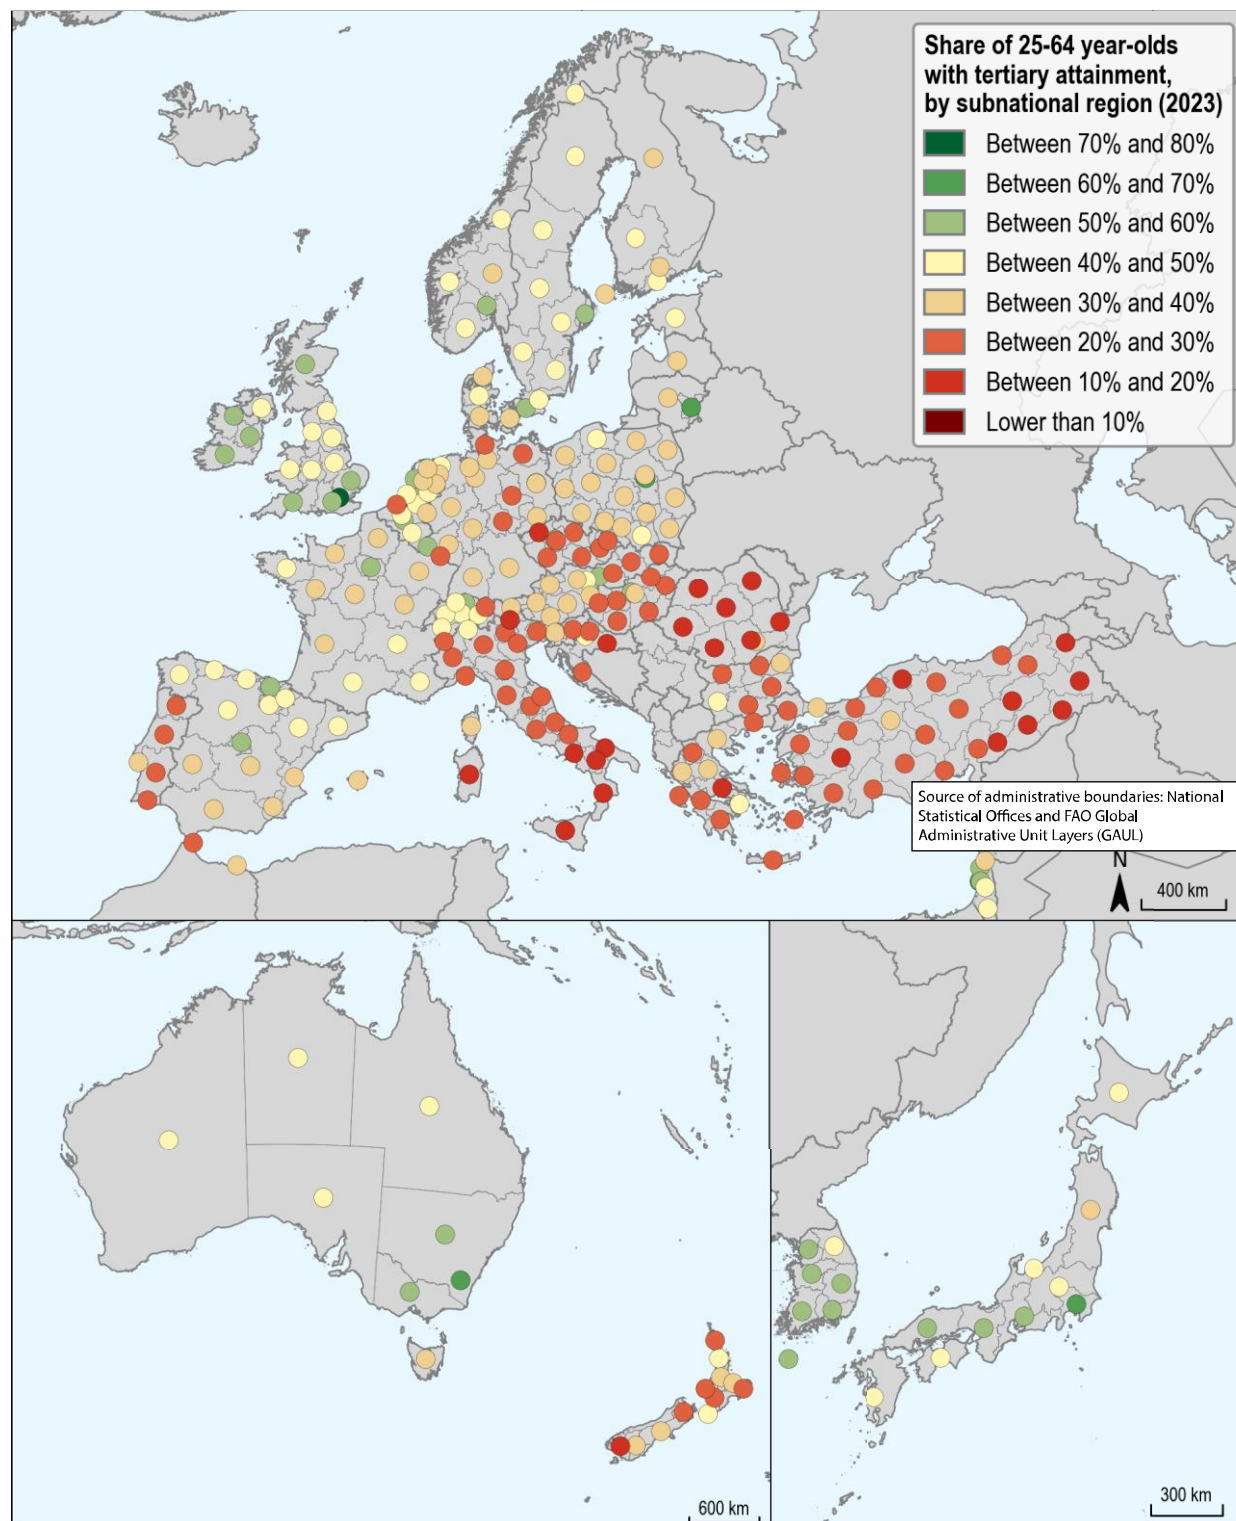 Share of 25-64 year-olds
with tertiary attainment,
by subnational region (2023)
Between 70% and 80%
Between 60% and 70%
Between 50% and 60%
Between 40% and 50%
Between 30% and 40%
Between 20% and 30%
Between 10% and 20%
Lower than 10%
Source of administrative boundaries: National
Statistical Offices and FAO Global
Administrative Unit Layers (GAUL)
N
400 km
600 km
300 km